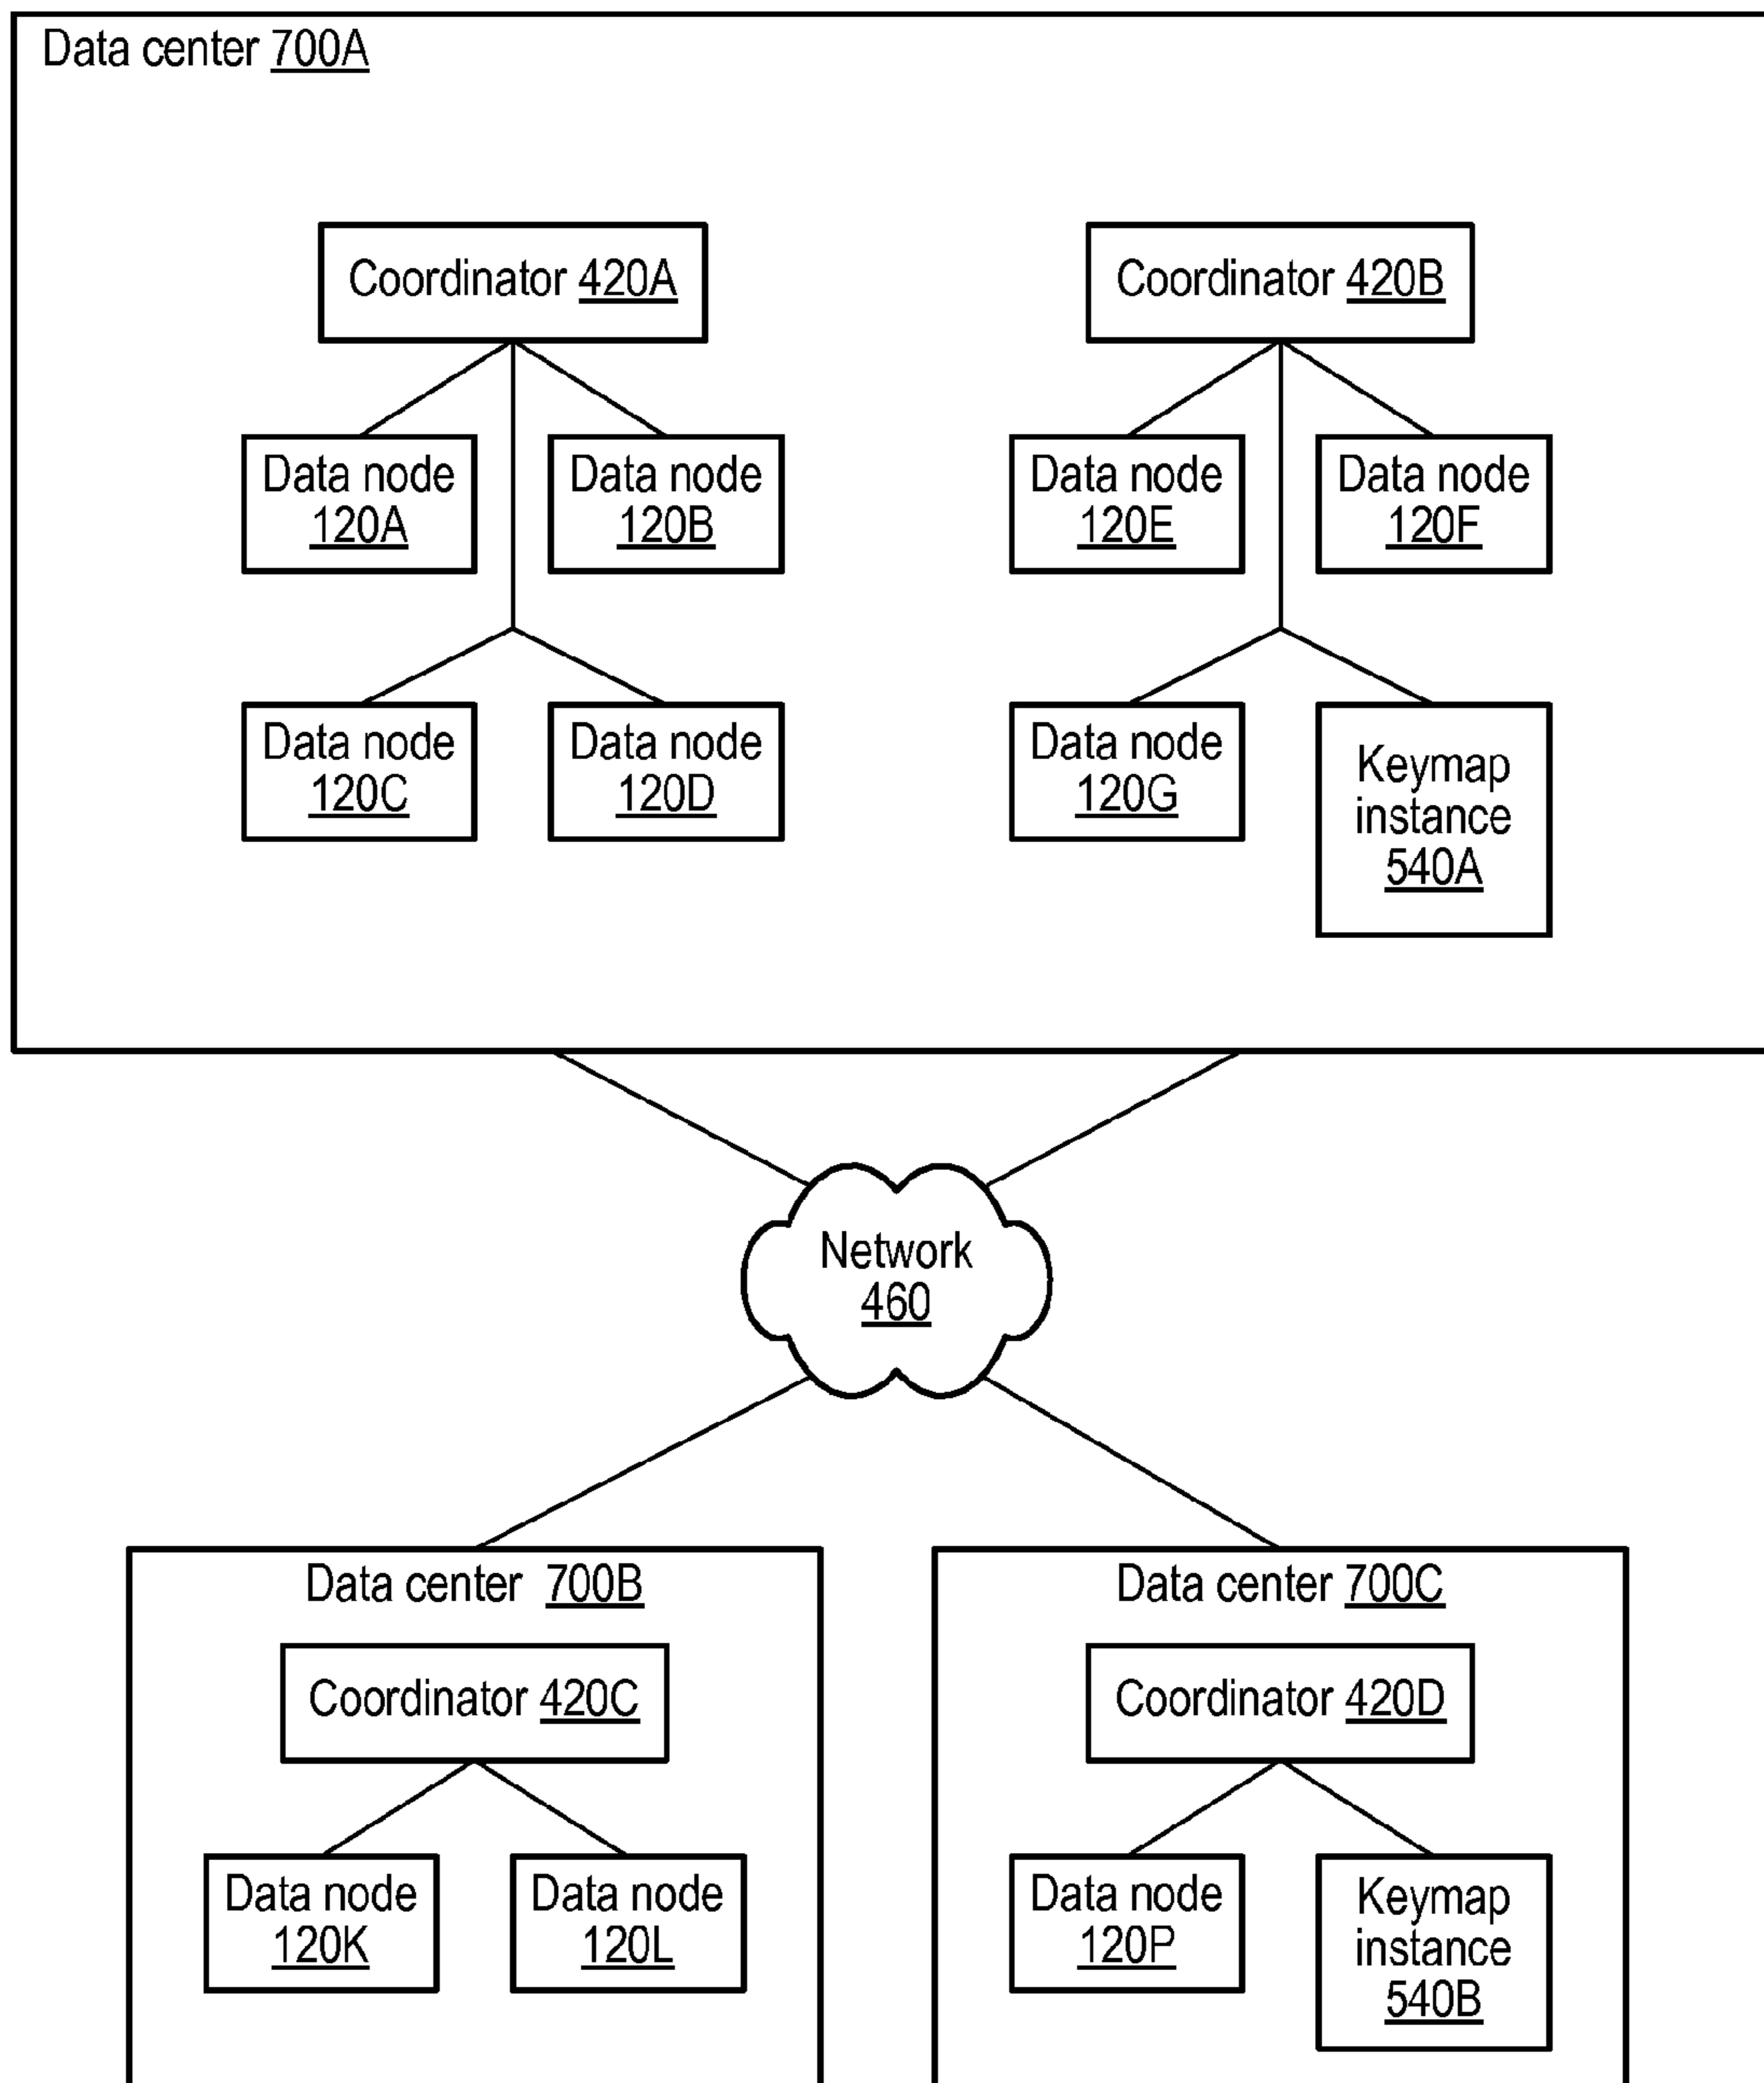 Data center 700A
Coordinator 420A
Coordinator 420B
Data node
120A
Data node
120B
Data node
120E
Data node
120F
Data node
120C
Data node
120D
Data node
120G
Keymap
instance
540A
Network
460
Data center 700B
Data center 700C
Coordinator 420C
Coordinator 420D
Data node
120K
Data node
120L
Data node
120P
Keymap
instance
540B